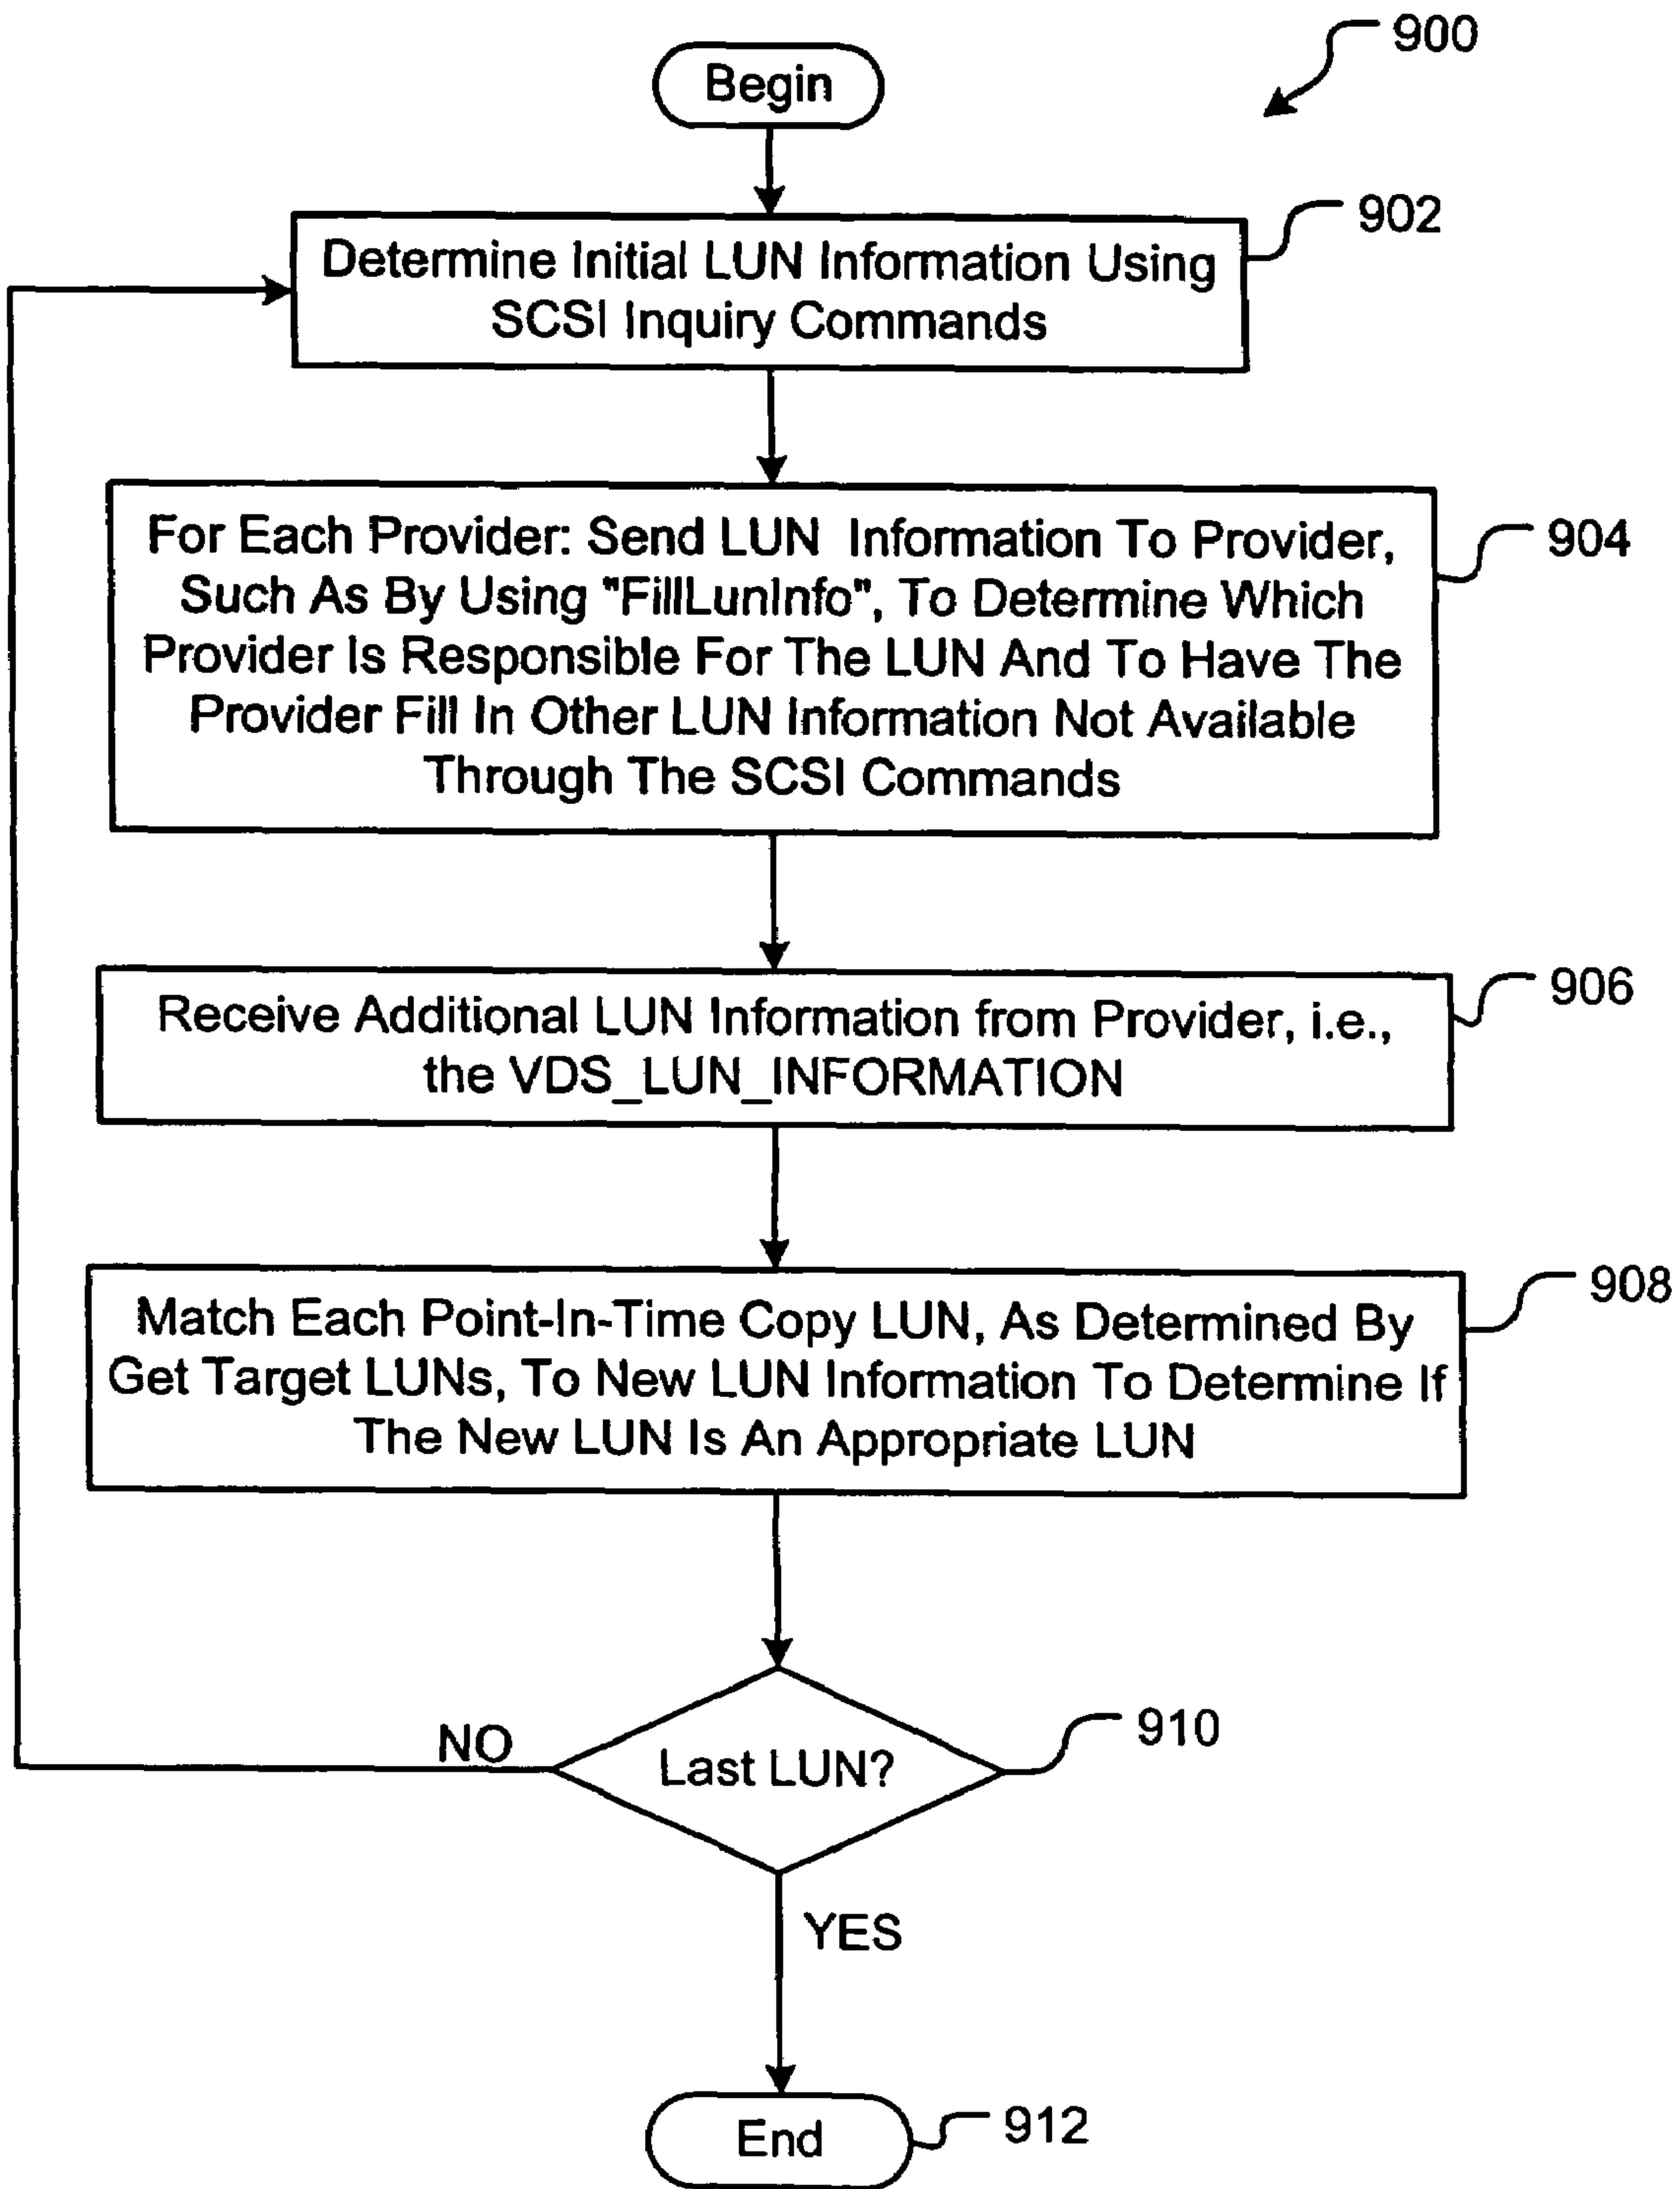 900
Begin
902
Determine Initial LUN Information Using
SCSI Inquiry Commands
904
For Each Provider: Send LUN Information To Provider,
Such As By Using "FillLunInfo", To Determine Which
Provider Is Responsible For The LUN And To Have The
Provider Fill In Other LUN Information Not Available
Through The SCSI Commands
906
Receive Additional LUN Information from Provider, i.e.,
the VDS_LUN_INFORMATION
908
Match Each Point-In-Time Copy LUN, As Determined By
Get Target LUNs, To New LUN Information To Determine If
The New LUN Is An Appropriate LUN
910
NO
Last LUN?
YES
End
912